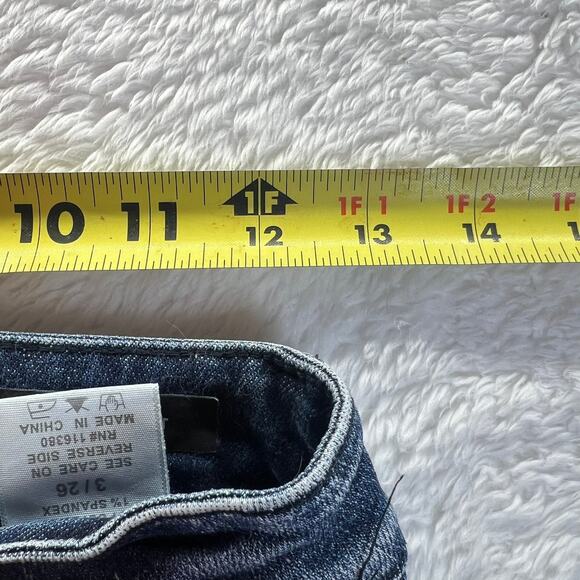 1F 1F 1 1F 2 1F
10 11 12 13 14 1
MADE IN CHINA
RN# 116380
REVERSE SIDE
SEE CARE ON
3 / 26
1% SPANDEX